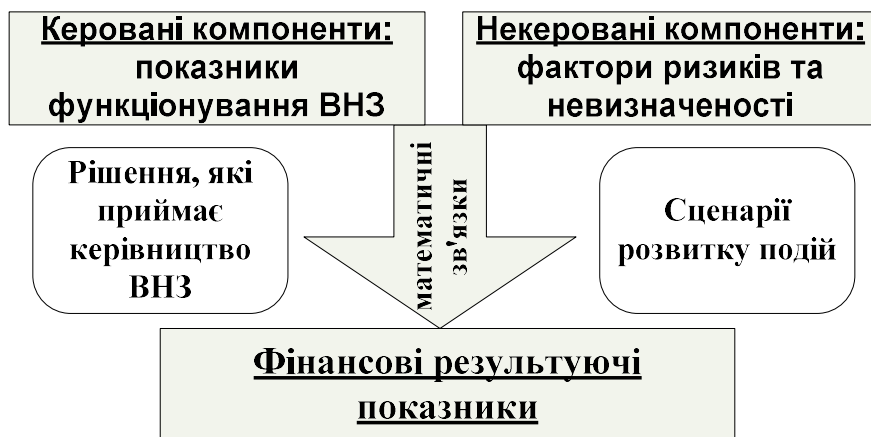 Керовані компоненти:
показники
функціонування ВНЗ
Некеровані компоненти:
фактори ризиків та
невизначеності
Рішення, які
приймає
керівництво
ВНЗ
математичні
зв'язки
Сценарії
розвитку подій
Фінансові результуючі
показники